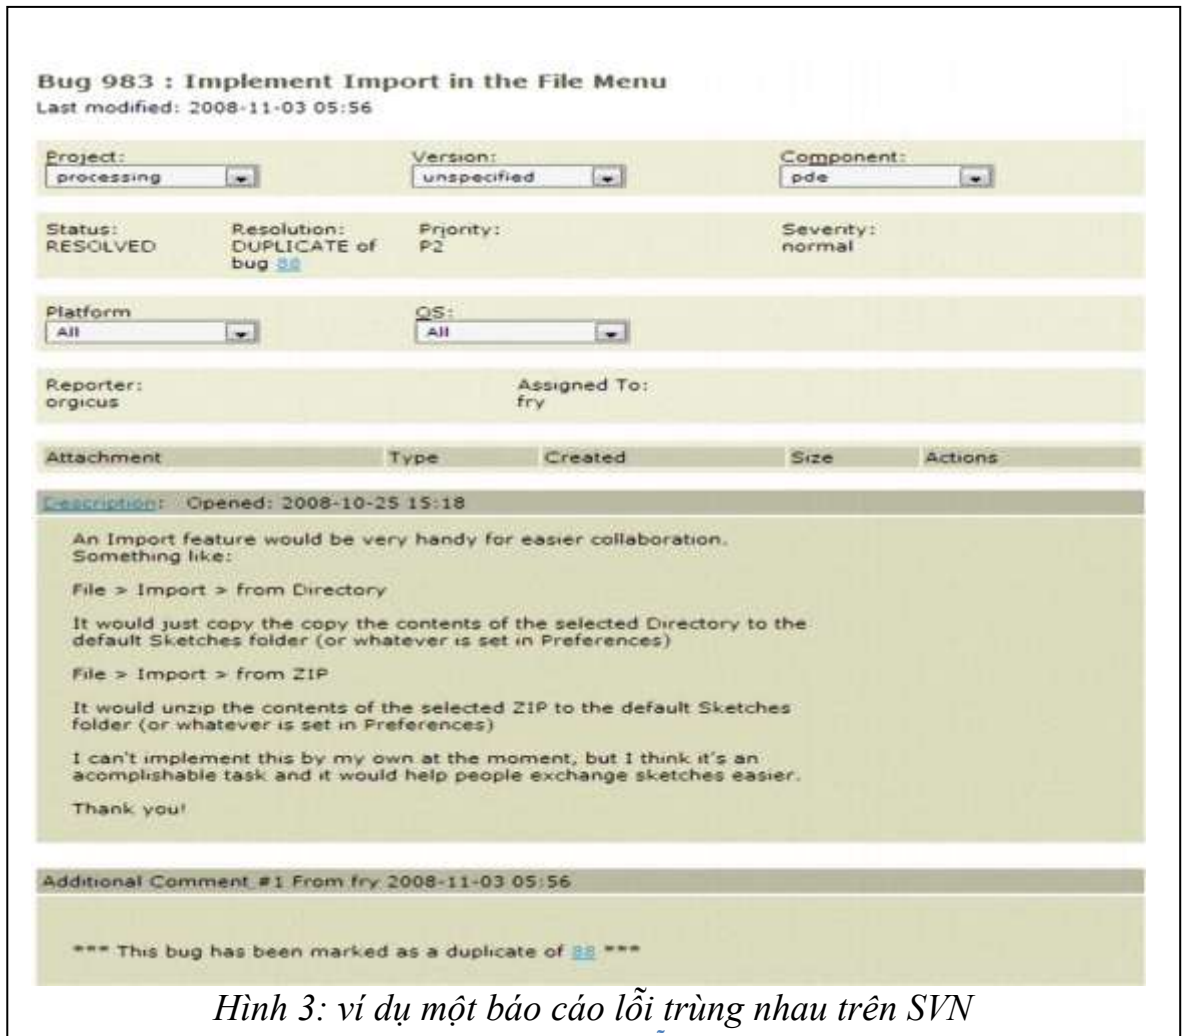 Bug 983 : Implement Import in the File Menu
Last modified: 2008-11-03 05:56
Project: Version: Component:
processing unspecified pde
Status: Resolution: Priority: Severity:
RESOLVED DUPLICATE of P2 normal
bug 88
Platform OS:
All All
Reporter: Assigned To:
orgicus fry
Attachment Type Created Size Actions
Description: Opened: 2008-10-25 15:18
An Import feature would be very handy for easier collaboration.
Something like:
File > Import > from Directory
It would just copy the copy the contents of the selected Directory to the
default Sketches folder (or whatever is set in Preferences)
File > Import > from ZIP
It would unzip the contents of the selected ZIP to the default Sketches
folder (or whatever is set in Preferences)
I can't implement this by my own at the moment, but I think it's an
acomplishable task and it would help people exchange sketches easier.
Thank you!
Additional Comment #1 From fry 2008-11-03 05:56
*** This bug has been marked as a duplicate of 88 ***
Hình 3: ví dụ một báo cáo lỗi trùng nhau trên SVN